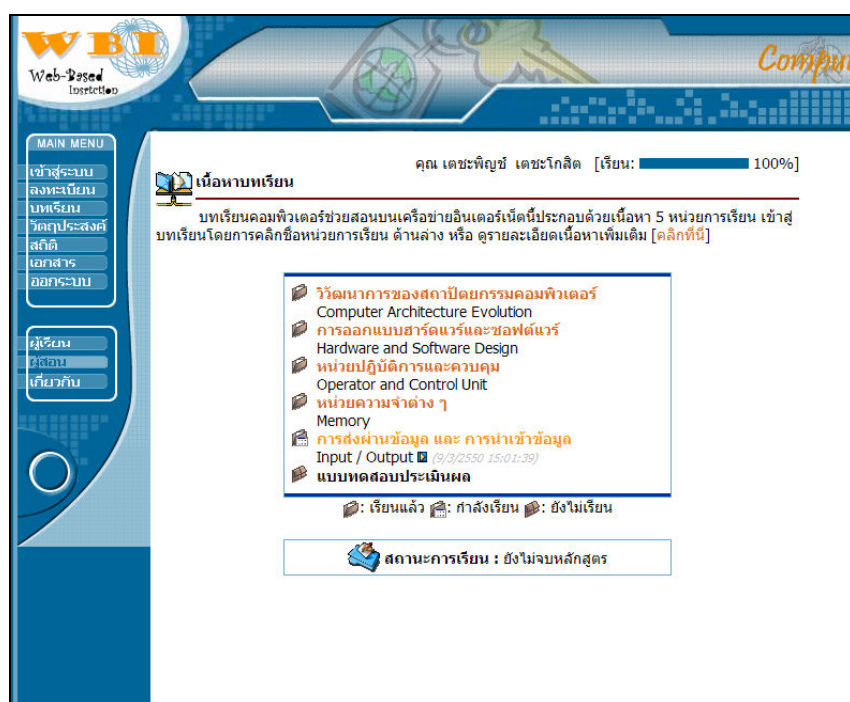 WBI
Web-Based
Insrtction
Comput
MAIN MENU
เข้าสู่ระบบ
ลงทะเบียน
บทเรียน
วัตถุประสงค์
สถิติ
เอกสาร
ออกระบบ
ผู้เรียน
ผู้สอน
เกี่ยวกับ
คุณ เตชะพิญช์ เตชะโกสิต [เรียน: 100%]
เนื้อหาบทเรียน
บทเรียนคอมพิวเตอร์ช่วยสอนบนเครือข่ายอินเตอร์เน็ตนี้ประกอบด้วยเนื้อหา 5 หน่วยการเรียน เข้าสู่
บทเรียนโดยการคลิกชื่อหน่วยการเรียน ด้านล่าง หรือ ดูรายละเอียดเนื้อหาเพิ่มเติม [คลิกที่นี่]
วิวัฒนาการของสถาปัตยกรรมคอมพิวเตอร์
Computer Architecture Evolution
การออกแบบฮาร์ดแวร์และซอฟต์แวร์
Hardware and Software Design
หน่วยปฏิบัติการและควบคุม
Operator and Control Unit
หน่วยความจำต่าง ๆ
Memory
การส่งผ่านข้อมูล และ การนำเข้าข้อมูล
Input / Output (9/3/2550 15:01:39)
แบบทดสอบประเมินผล
: เรียนแล้ว : กำลังเรียน : ยังไม่เรียน
สถานะการเรียน : ยังไม่จบหลักสูตร